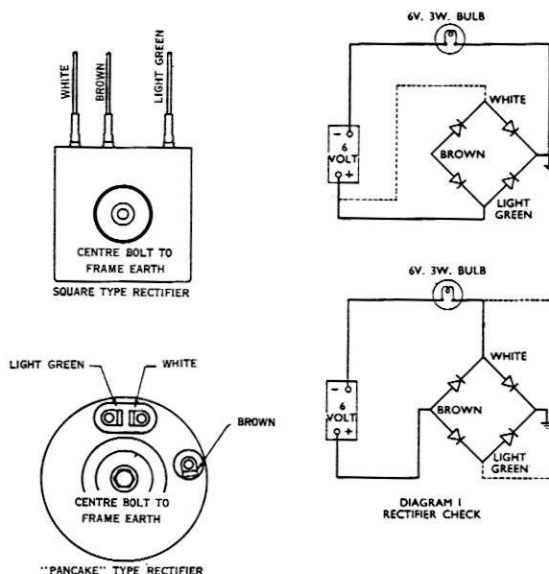 WHITE
BROWN
LIGHT GREEN
CENTRE BOLT TO
FRAME EARTH
SQUARE TYPE RECTIFIER
LIGHT GREEN
WHITE
BROWN
CENTRE BOLT TO
FRAME EARTH
"PANCAKE" TYPE RECTIFIER
6V. 3W. BULB
WHITE
- 6
VOLT
+
BROWN
LIGHT
GREEN
6V. 3W. BULB
WHITE
- 6
VOLT
+
BROWN
LIGHT
GREEN
DIAGRAM I
RECTIFIER CHECK